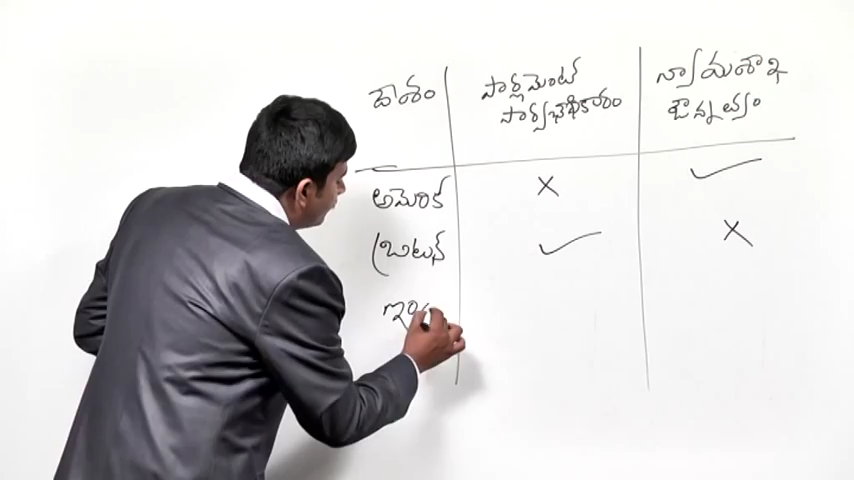 దేశం
పార్లమెంట్
సార్వభౌమాధికారం
న్యాయశాఖ
ఔన్నత్యం
అమెరిక
బ్రిటన్